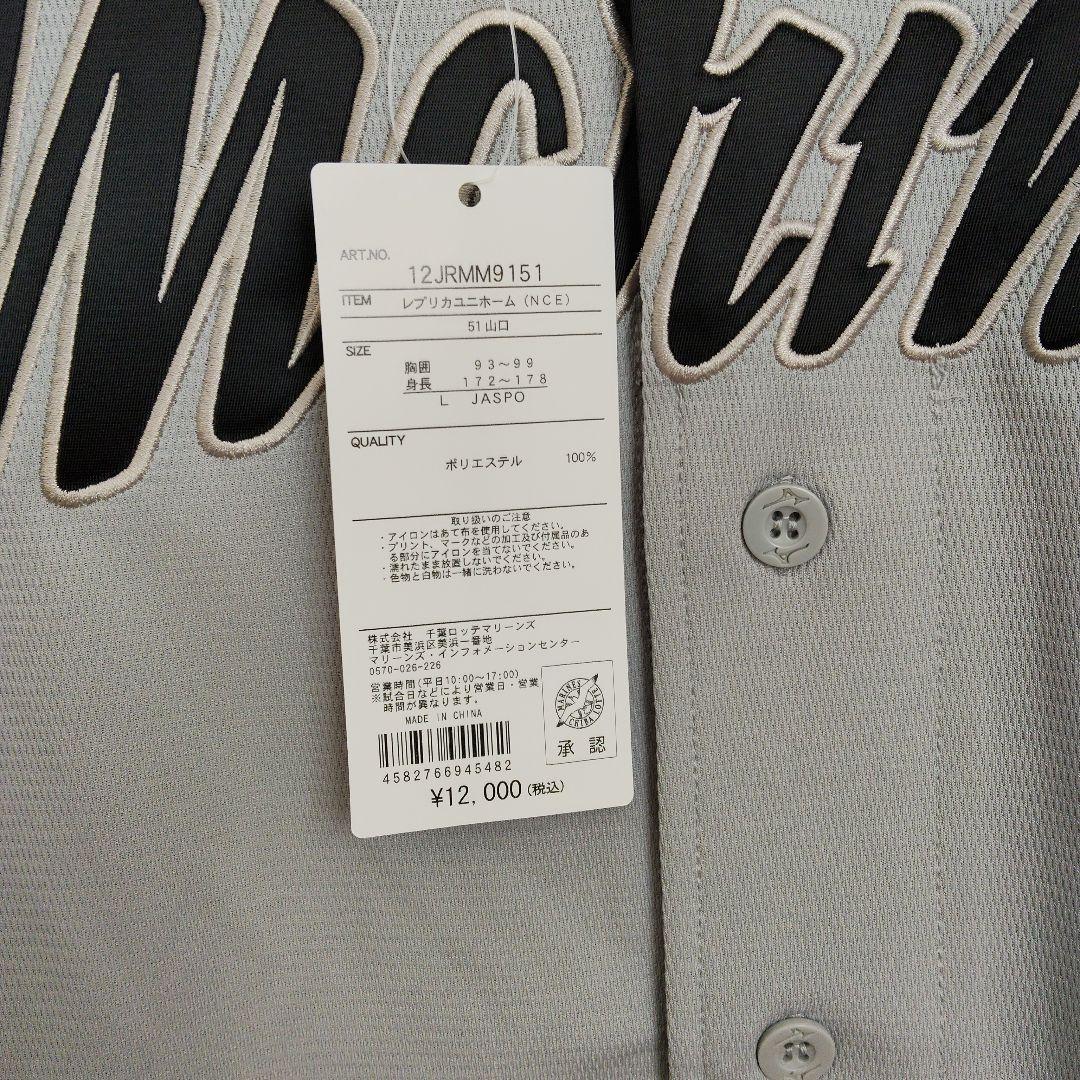 Marin
ART.NO.
12JRMM9151
ITEM レプリカユニホーム(NCE)
51山口
SIZE
胸囲 93～99
身長 172～178
L JASPO
QUALITY
ポリエステル 100%
取り扱いのご注意
・アイロンはあて布を使用してください。
・プリント、マークなどの加工及び付属品のあ
る部分にアイロンを当てないでください。
・濡れたまま放置しないでください。
・色物と白物は一緒に洗わないでください。
株式会社 千葉ロッテマリーンズ
千葉市美浜区美浜一番地
マリーンズ・インフォメーションセンター
0570-026-226
営業時間(平日10:00～17:00)
※試合日などにより営業日・営業
時間が異なります。
MADE IN CHINA
MARINES
CHIBA LOTTE
承認
4582766945482
¥12,000(税込)